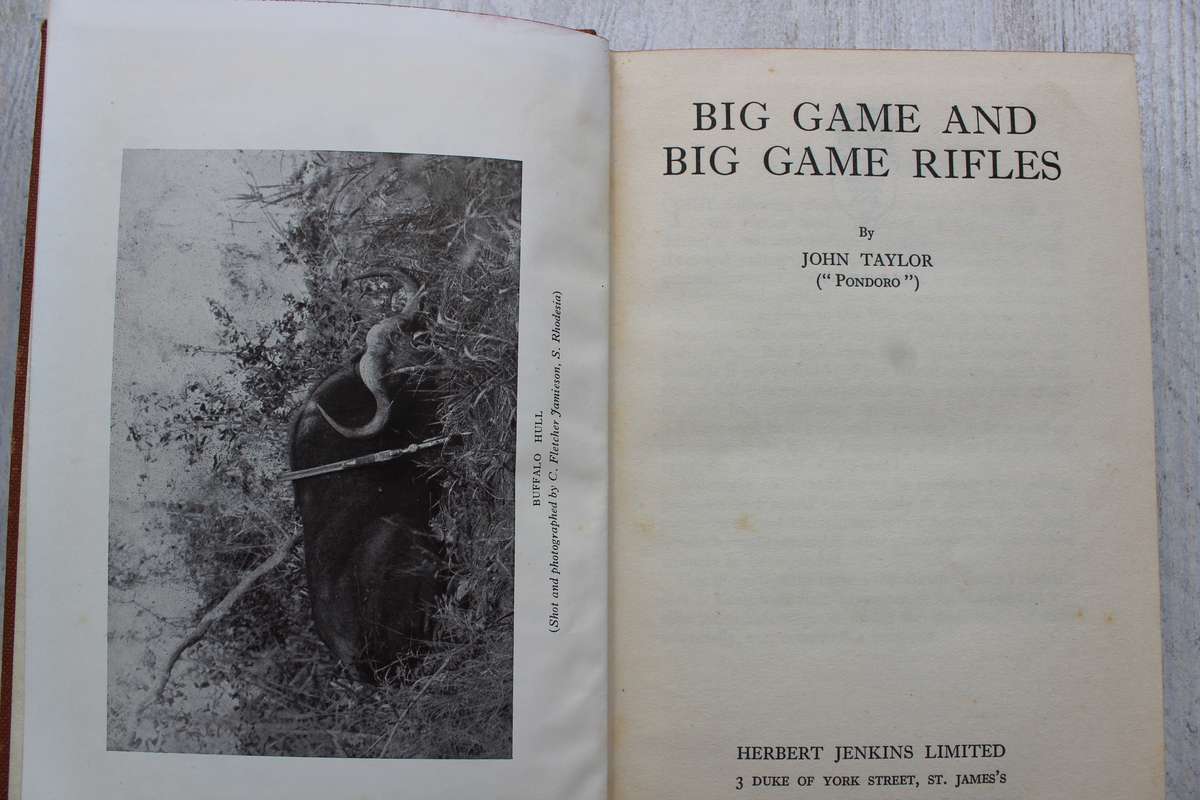 BUFFALO HULL
(Shot and photographed by C. Fletcher Jamieson, S. Rhodesia)
BIG GAME AND
BIG GAME RIFLES
By
JOHN TAYLOR
("PONDORO")
HERBERT JENKINS LIMITED
3 DUKE OF YORK STREET, ST. JAMES'S